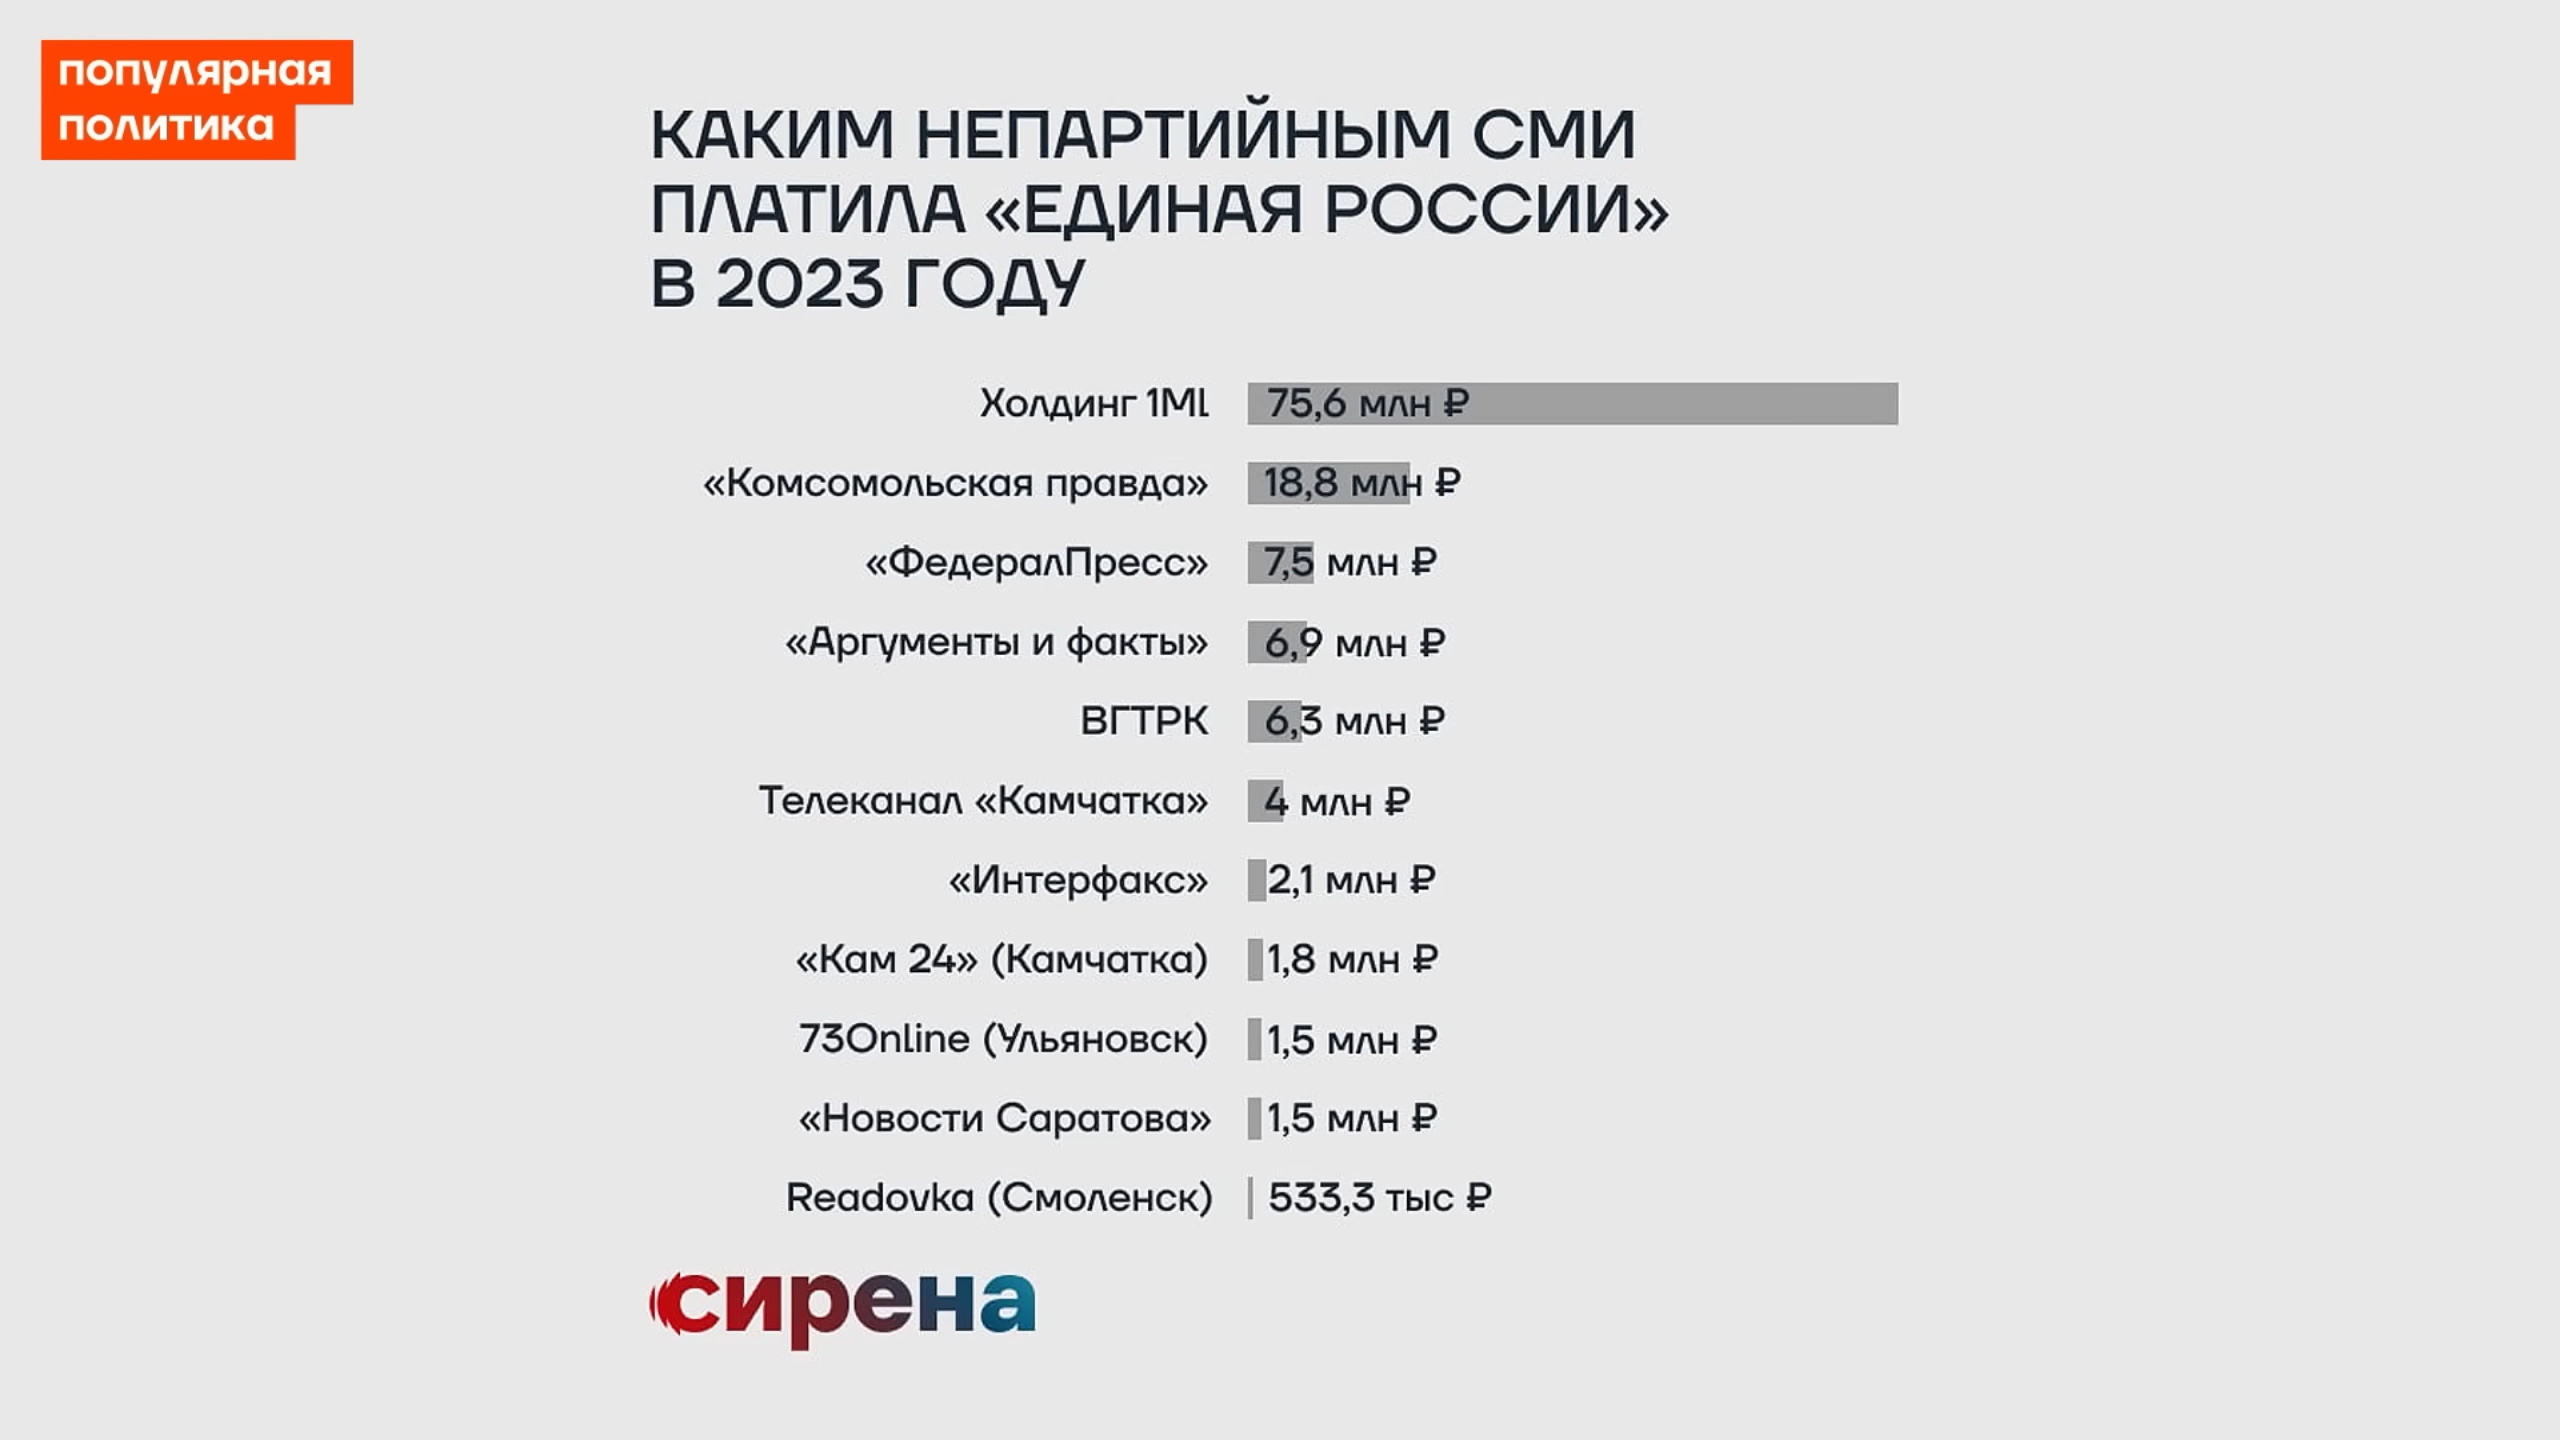 популярная
политика
КАКИМ НЕПАРТИЙНЫМ СМИ
ПЛАТИЛА «ЕДИНАЯ РОССИИ»
В 2023 ГОДУ
Холдинг 1ML 75,6 млн ₽
«Комсомольская правда» 18,8 млн ₽
«ФедералПресс» 7,5 млн ₽
«Аргументы и факты» 6,9 млн ₽
ВГТРК 6,3 млн ₽
Телеканал «Камчатка» 4 млн ₽
«Интерфакс» 2,1 млн ₽
«Кам 24» (Камчатка) 1,8 млн ₽
73Online (Ульяновск) 1,5 млн ₽
«Новости Саратова» 1,5 млн ₽
Readovka (Смоленск) 533,3 тыс ₽
сирена